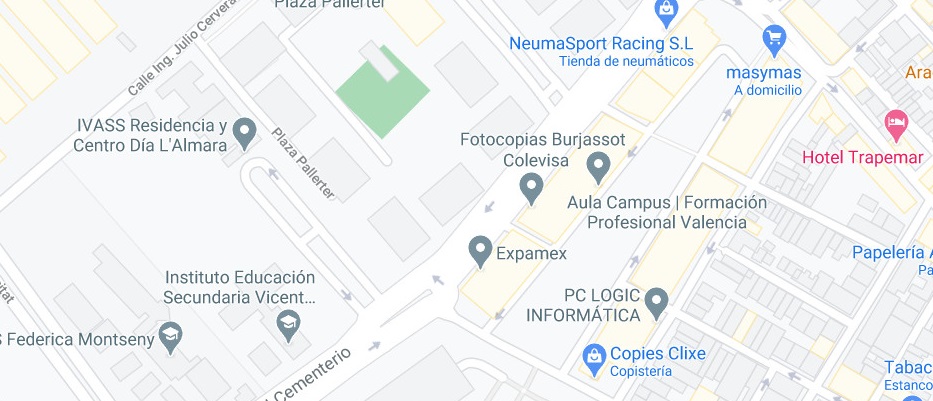 Plaza Pallerter
Calle Ing. Julio Cervera
NeumaSport Racing S.L
Tienda de neumáticos
masymas
A domicilio
Ara
IVASS Residencia y
Centro Día L'Almara
Plaza Pallerter
Fotocopias Burjassot
Colevisa
Hotel Trapemar
Aula Campus | Formación
Profesional Valencia
Expamex
Papelería A
Pa
Instituto Educación
Secundaria Vicent...
PC LOGIC
INFORMÁTICA
S Federica Montseny
Copies Clixe
Copistería
Cementerio
Tabac
Estanco